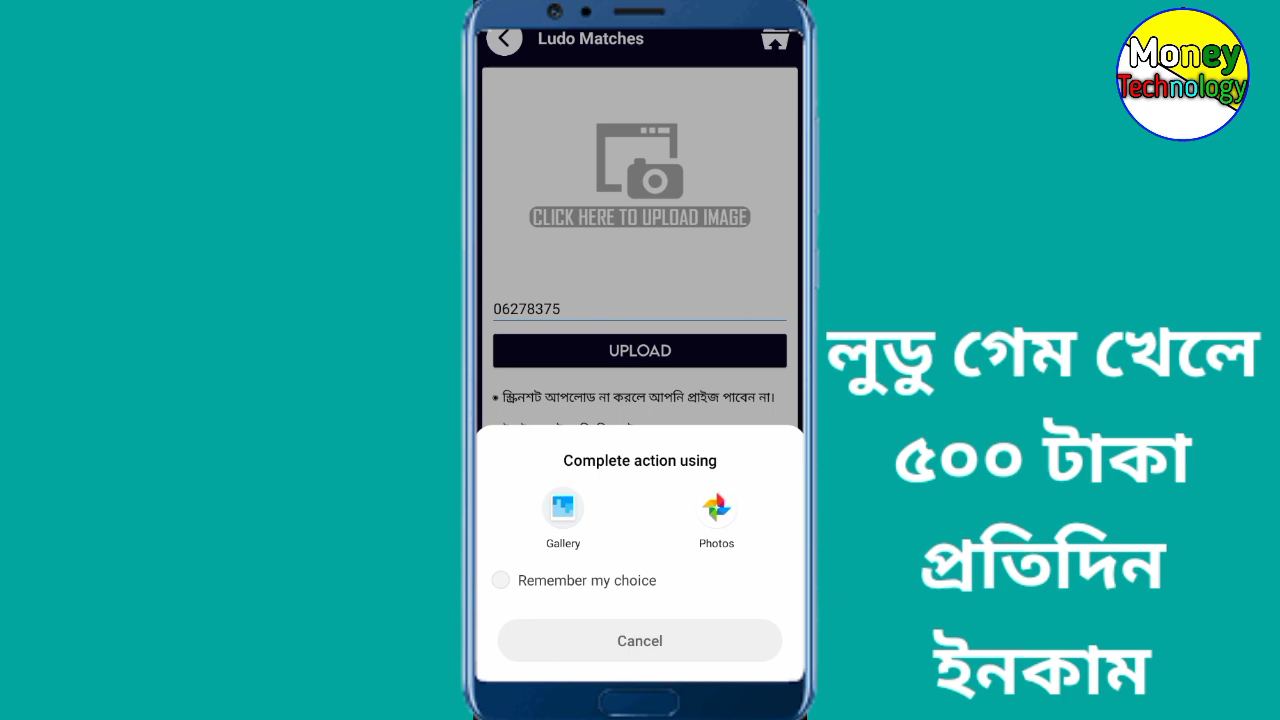 Ludo Matches
CLICK HERE TO UPLOAD IMAGE
06278375
UPLOAD
* স্ক্রিনশট আপলোড না করলে আপনি প্রাইজ পাবেন না।
Complete action using
Gallery
Photos
Remember my choice
Cancel
Money
Technology
লুডু গেম খেলে
৫০০ টাকা
প্রতিদিন
ইনকাম